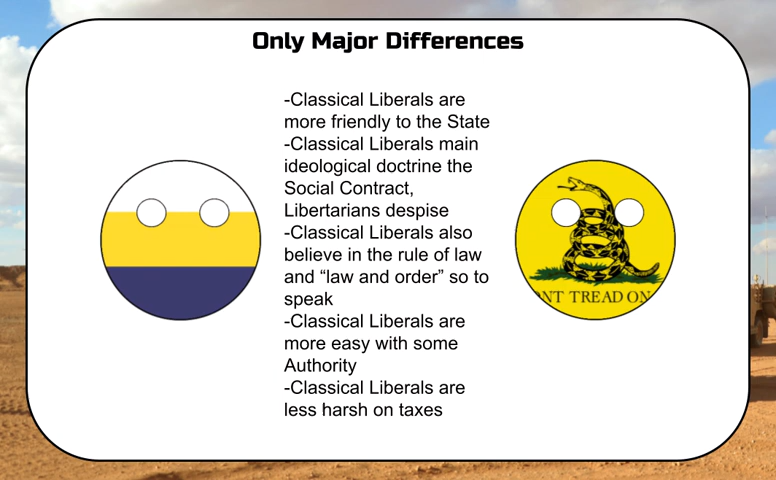 Only Major Differences
-Classical Liberals are
more friendly to the State
-Classical Liberals main
ideological doctrine the
Social Contract,
Libertarians despise
-Classical Liberals also
believe in the rule of law
and “law and order” so to
speak
-Classical Liberals are
more easy with some
Authority
-Classical Liberals are
less harsh on taxes
NT TREAD ON